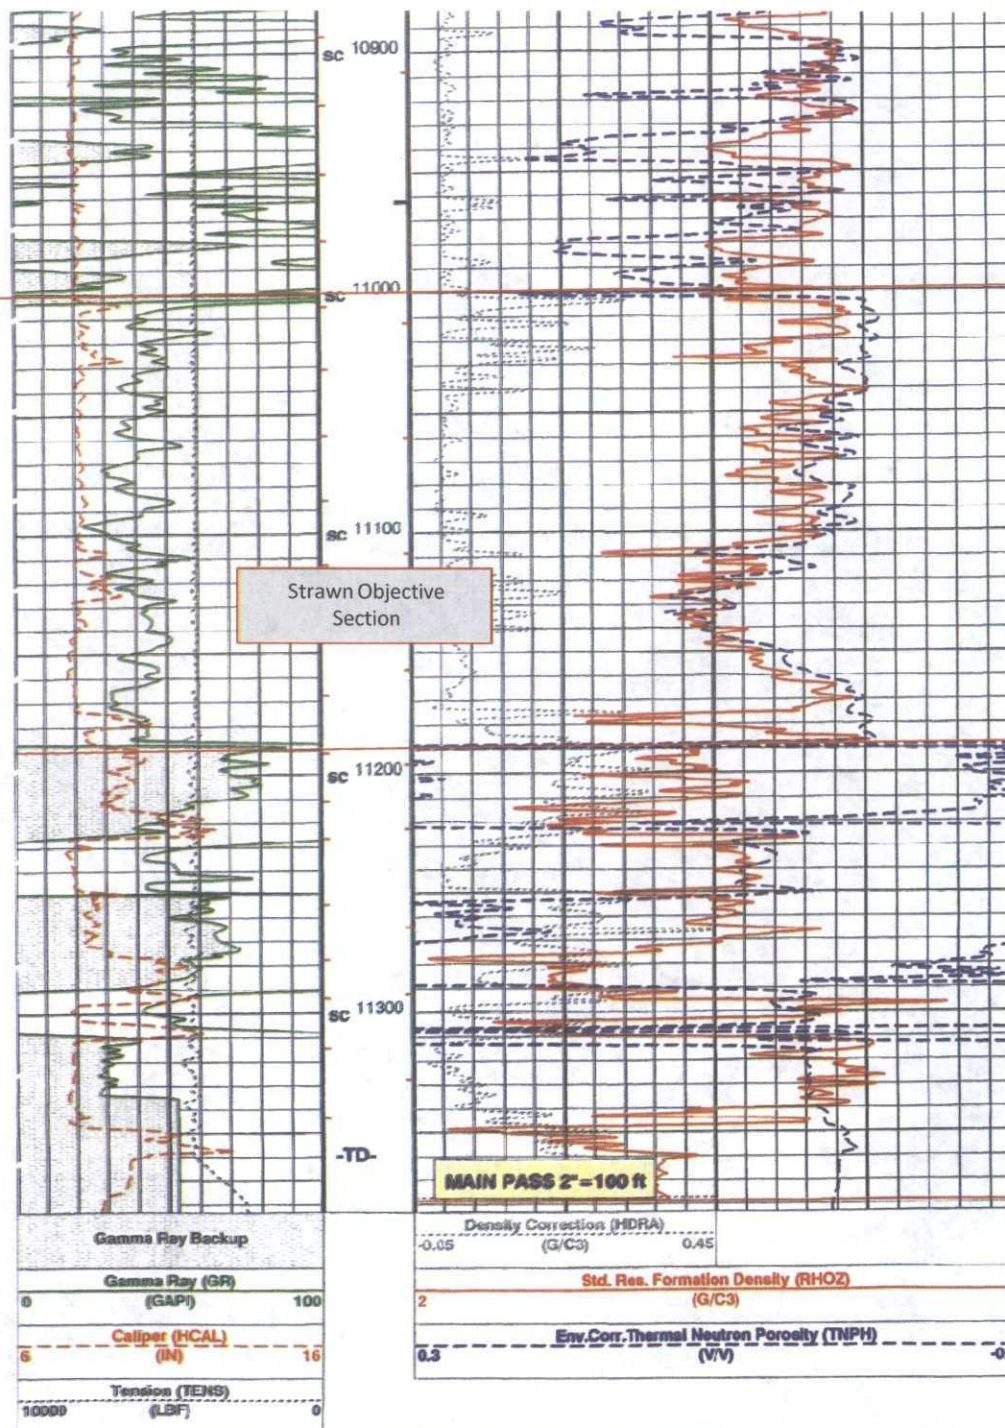 SC 10900
SC 11000
SC 11100
Strawn Objective
Section
SC 11200
SC 11300
-TD-
MAIN PASS 2"=100 ft
Gamma Ray Backup
Density Correction (HDRA)
-0.05 (G/C3) 0.45
Gamma Ray (GR)
0 (GAPI) 100
Std. Res. Formation Density (RHOZ)
2 (G/C3)
Caliper (HCAL)
6 (IN) 16
Env.Corr.Thermal Neutron Porosity (TNPH)
0.3 (V/V) -0
Tension (TENS)
(LBF) 0